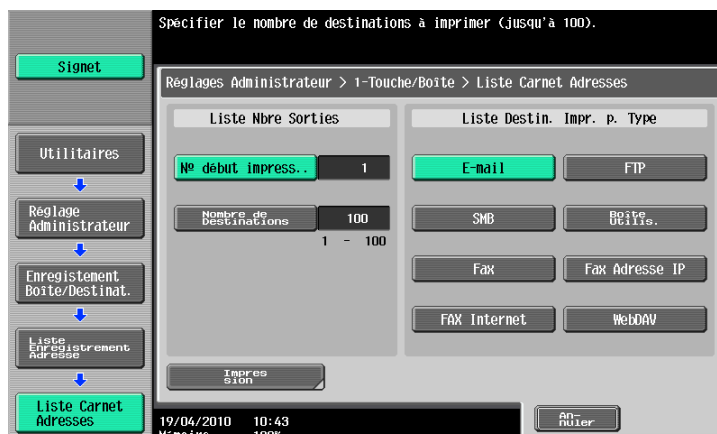 Spécifier le nombre de destinations à imprimer (jusqu'à 100).
Signet
Réglages Administrateur > 1-Touche/Boîte > Liste Carnet Adresses
Liste Nbre Sorties
Liste Destin. Impr. p. Type
Utilitaires
Nº début impress.. 1
E-mail
FTP
Réglage
Administrateur
Nombre de
Destinations
100
1 - 100
SMB
Boîte
Utilis.
Enregistement
Boîte/Destinat.
Fax
Fax Adresse IP
Liste
Enregistrement
Adresse
FAX Internet
WebDAV
Impres
sion
Liste Carnet
Adresses
19/04/2010 10:43
Mémoire 100%
An-
nuler